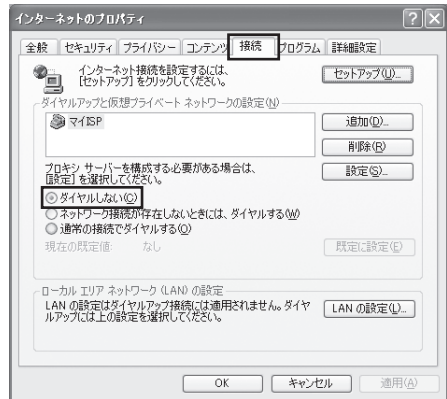 インターネットのプロパティ
全般 セキュリティ プライバシー コンテンツ 接続 プログラム 詳細設定
インターネット接続を設定するには、
[セットアップ] をクリックしてください。
セットアップ(U)...
ダイヤルアップと仮想プライベート ネットワークの設定(N)
マイISP
追加(D)...
削除(R)
プロキシ サーバーを構成する必要がある場合は、
[設定] を選択してください。
設定(S)...
ダイヤルしない(C)
ネットワーク接続が存在しないときには、ダイヤルする(W)
通常の接続でダイヤルする(O)
現在の既定値: なし
既定に設定(E)
ローカル エリア ネットワーク (LAN) の設定
LAN の設定はダイヤルアップ接続には適用されません。ダイヤ
ルアップには上の設定を選択してください。
LAN の設定(L)...
OK キャンセル 適用(A)